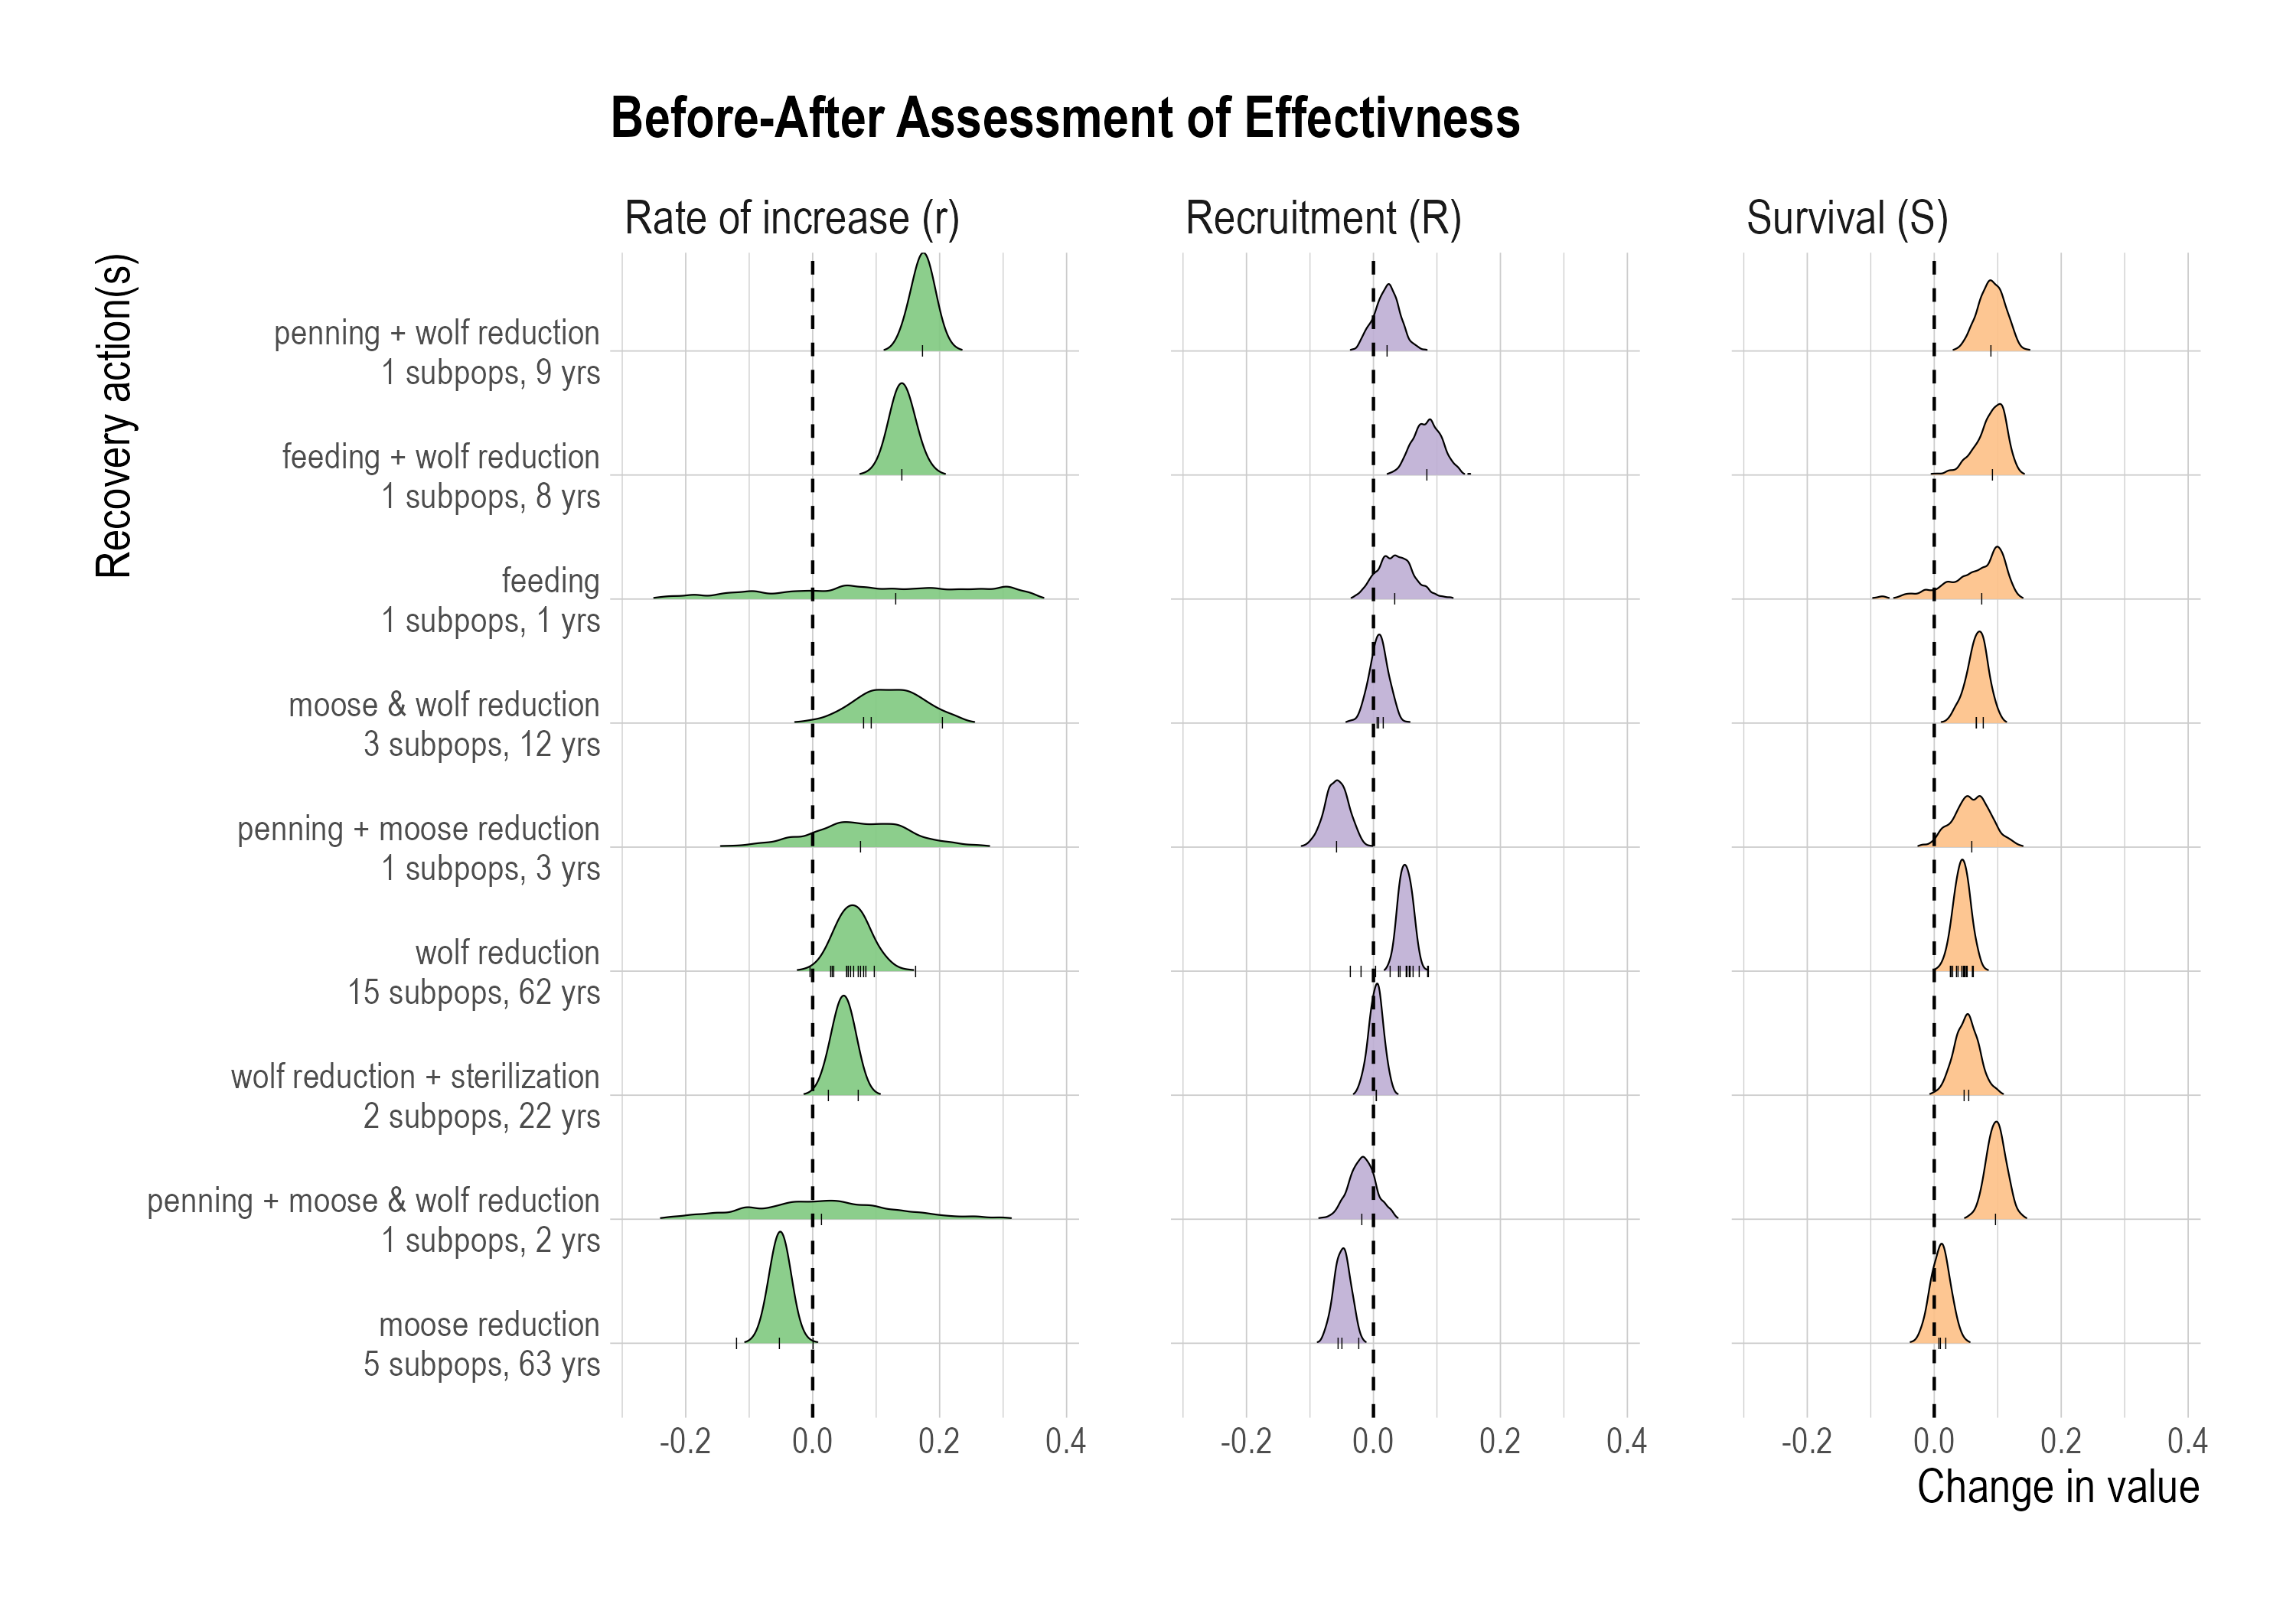 Before-After Assessment of Effectivness
Rate of increase (r)
Recruitment (R)
Survival (S)
Recovery action(s)
penning + wolf reduction
1 subpops, 9 yrs
feeding + wolf reduction
1 subpops, 8 yrs
feeding
1 subpops, 1 yrs
moose & wolf reduction
3 subpops, 12 yrs
penning + moose reduction
1 subpops, 3 yrs
wolf reduction
15 subpops, 62 yrs
wolf reduction + sterilization
2 subpops, 22 yrs
penning + moose & wolf reduction
1 subpops, 2 yrs
moose reduction
5 subpops, 63 yrs
-0.2 0.0 0.2 0.4
-0.2 0.0 0.2 0.4
-0.2 0.0 0.2 0.4
Change in value